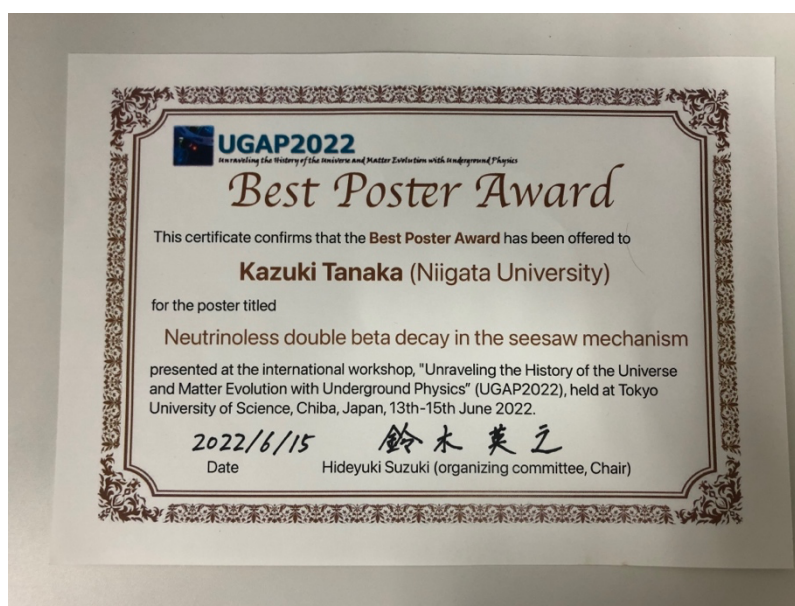 UGAP2022
Unraveling the History of the Universe and Matter Evolution with Underground Physics
Best Poster Award
This certificate confirms that the Best Poster Award has been offered to
Kazuki Tanaka (Niigata University)
for the poster titled
Neutrinoless double beta decay in the seesaw mechanism
presented at the international workshop, "Unraveling the History of the Universe
and Matter Evolution with Underground Physics" (UGAP2022), held at Tokyo
University of Science, Chiba, Japan, 13th-15th June 2022.
2022/6/15 鈴木英之
Date Hideyuki Suzuki (organizing committee, Chair)